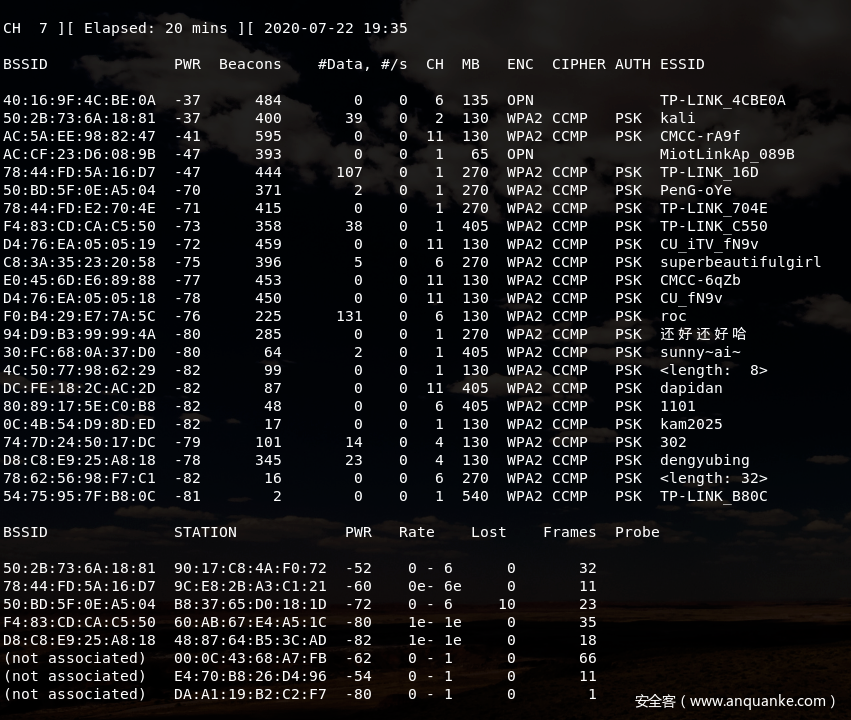 CH  7 ][ Elapsed: 20 mins ][ 2020-07-22 19:35
BSSID              PWR  Beacons    #Data, #/s  CH  MB   ENC  CIPHER AUTH ESSID
40:16:9F:4C:BE:0A  -37      484        0    0   6  135  OPN              TP-LINK_4CBE0A
50:2B:73:6A:18:81  -37      400       39    0   2  130  WPA2 CCMP   PSK  kali
AC:5A:EE:98:82:47  -41      595        0    0  11  130  WPA2 CCMP   PSK  CMCC-rA9f
AC:CF:23:D6:08:9B  -47      393        0    0   1   65  OPN              MiotLinkAp_089B
78:44:FD:5A:16:D7  -47      444      107    0   1  270  WPA2 CCMP   PSK  TP-LINK_16D
50:BD:5F:0E:A5:04  -70      371        2    0   1  270  WPA2 CCMP   PSK  PenG-oYe
78:44:FD:E2:70:4E  -71      415        0    0   1  270  WPA2 CCMP   PSK  TP-LINK_704E
F4:83:CD:CA:C5:50  -73      358       38    0   1  405  WPA2 CCMP   PSK  TP-LINK_C550
D4:76:EA:05:05:19  -72      459        0    0  11  130  WPA2 CCMP   PSK  CU_iTV_fN9v
C8:3A:35:23:20:58  -75      396        5    0   6  270  WPA2 CCMP   PSK  superbeautifulgirl
E0:45:6D:E6:89:88  -77      453        0    0  11  130  WPA2 CCMP   PSK  CMCC-6qZb
D4:76:EA:05:05:18  -78      450        0    0  11  130  WPA2 CCMP   PSK  CU_fN9v
F0:B4:29:E7:7A:5C  -76      225      131    0   6  130  WPA2 CCMP   PSK  roc
94:D9:B3:99:99:4A  -80      285        0    0   1  270  WPA2 CCMP   PSK  还好还好哈
30:FC:68:0A:37:D0  -80       64        2    0   1  405  WPA2 CCMP   PSK  sunny~ai~
4C:50:77:98:62:29  -82       99        0    0   1  130  WPA2 CCMP   PSK  <length:  8>
DC:FE:18:2C:AC:2D  -82       87        0    0  11  405  WPA2 CCMP   PSK  dapidan
80:89:17:5E:C0:B8  -82       48        0    0   6  405  WPA2 CCMP   PSK  1101
0C:4B:54:D9:8D:ED  -82       17        0    0   1  130  WPA2 CCMP   PSK  kam2025
74:7D:24:50:17:DC  -79      101       14    0   4  130  WPA2 CCMP   PSK  302
D8:C8:E9:25:A8:18  -78      345       23    0   4  130  WPA2 CCMP   PSK  dengyubing
78:62:56:98:F7:C1  -82       16        0    0   6  270  WPA2 CCMP   PSK  <length: 32>
54:75:95:7F:B8:0C  -81        2        0    0   1  540  WPA2 CCMP   PSK  TP-LINK_B80C
BSSID              STATION            PWR   Rate    Lost    Frames  Probe
50:2B:73:6A:18:81  90:17:C8:4A:F0:72  -52    0 - 6      0       32
78:44:FD:5A:16:D7  9C:E8:2B:A3:C1:21  -60    0e- 6e     0       11
50:BD:5F:0E:A5:04  B8:37:65:D0:18:1D  -72    0 - 6     10       23
F4:83:CD:CA:C5:50  60:AB:67:E4:A5:1C  -80    1e- 1e     0       35
D8:C8:E9:25:A8:18  48:87:64:B5:3C:AD  -82    1e- 1e     0       18
(not associated)   00:0C:43:68:A7:FB  -62    0 - 1      0       66
(not associated)   E4:70:B8:26:D4:96  -54    0 - 1      0       11
(not associated)   DA:A1:19:B2:C2:F7  -80    0 - 1      0        1
安全客（www.anquanke.com）